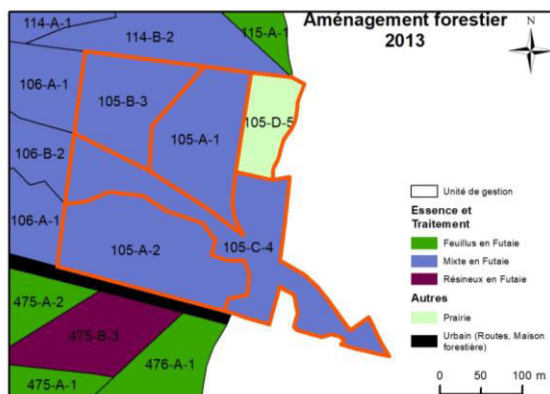 Aménagement forestier
2013
N
114-A-1
114-B-2
115-A-1
106-A-1
105-B-3
105-A-1
105-D-5
106-B-2
106-A-1
105-A-2
105-C-4
475-A-2
475-B-3
476-A-1
475-A-1
Unité de gestion
Essence et
Traitement
Feuillus en Futaie
Mixte en Futaie
Résineux en Futaie
Autres
Prairie
Urbain (Routes, Maison
forestière)
0 50 100 m